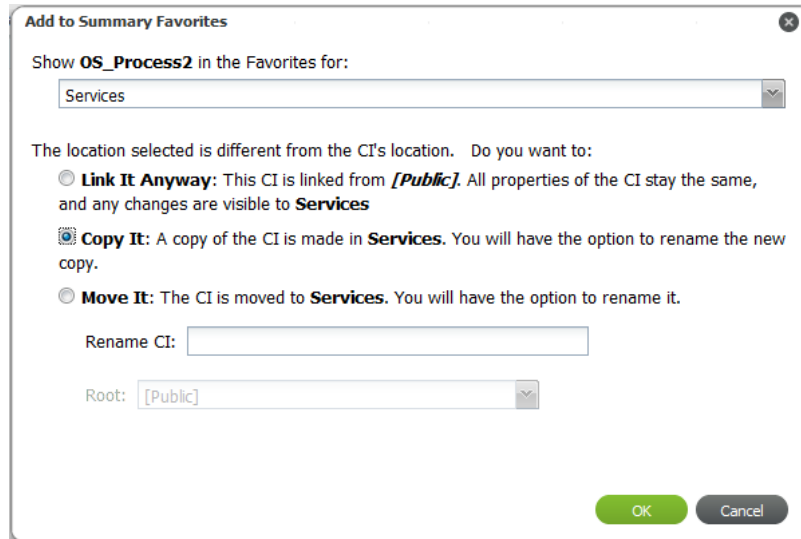 Add to Summary Favorites
Show OS_Process2 in the Favorites for:
Services
The location selected is different from the CI's location. Do you want to:
Link It Anyway: This CI is linked from [Public]. All properties of the CI stay the same,
and any changes are visible to Services
Copy It: A copy of the CI is made in Services. You will have the option to rename the new
copy.
Move It: The CI is moved to Services. You will have the option to rename it.
Rename CI:
Root: [Public]
OK Cancel